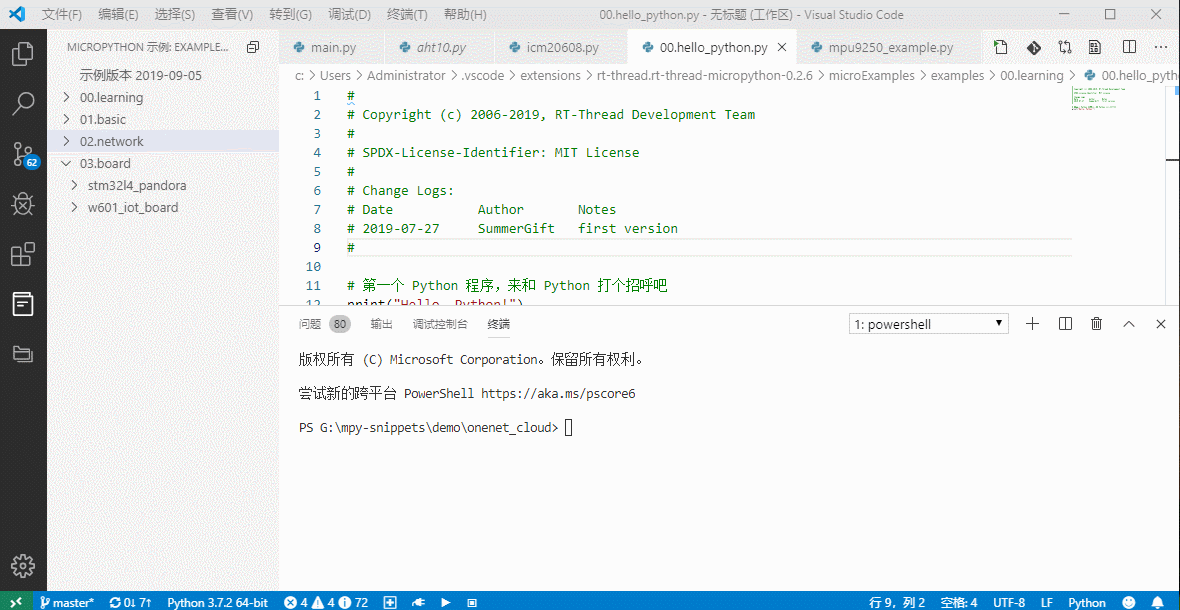 文件(F) 编辑(E) 选择(S) 查看(V) 转到(G) 调试(D) 终端(T) 帮助(H) 00.hello_python.py - 无标题 (工作区) - Visual Studio Code
MICROPYTHON 示例: EXAMPLE...
示例版本 2019-09-05
00.learning
01.basic
02.network
03.board
stm32l4_pandora
w601_iot_board
62
main.py aht10.py icm20608.py 00.hello_python.py mpu9250_example.py
c: > Users > Administrator > .vscode > extensions > rt-thread.rt-thread-micropython-0.2.6 > microExamples > examples > 00.learning > 00.hello_pyth
1 #
2 # Copyright (c) 2006-2019, RT-Thread Development Team
3 #
4 # SPDX-License-Identifier: MIT License
5 #
6 # Change Logs:
7 # Date Author Notes
8 # 2019-07-27 SummerGift first version
9 #
10
11 # 第一个 Python 程序，来和 Python 打个招呼吧
12 print("Hello, Python!")
问题 80 输出 调试控制台 终端 1: powershell
版权所有 (C) Microsoft Corporation。保留所有权利。
尝试新的跨平台 PowerShell https://aka.ms/pscore6
PS G:\mpy-snippets\demo\onenet_cloud>
master* 0↓ 7↑ Python 3.7.2 64-bit 4 4 72 行 9，列 2 空格: 4 UTF-8 LF Python